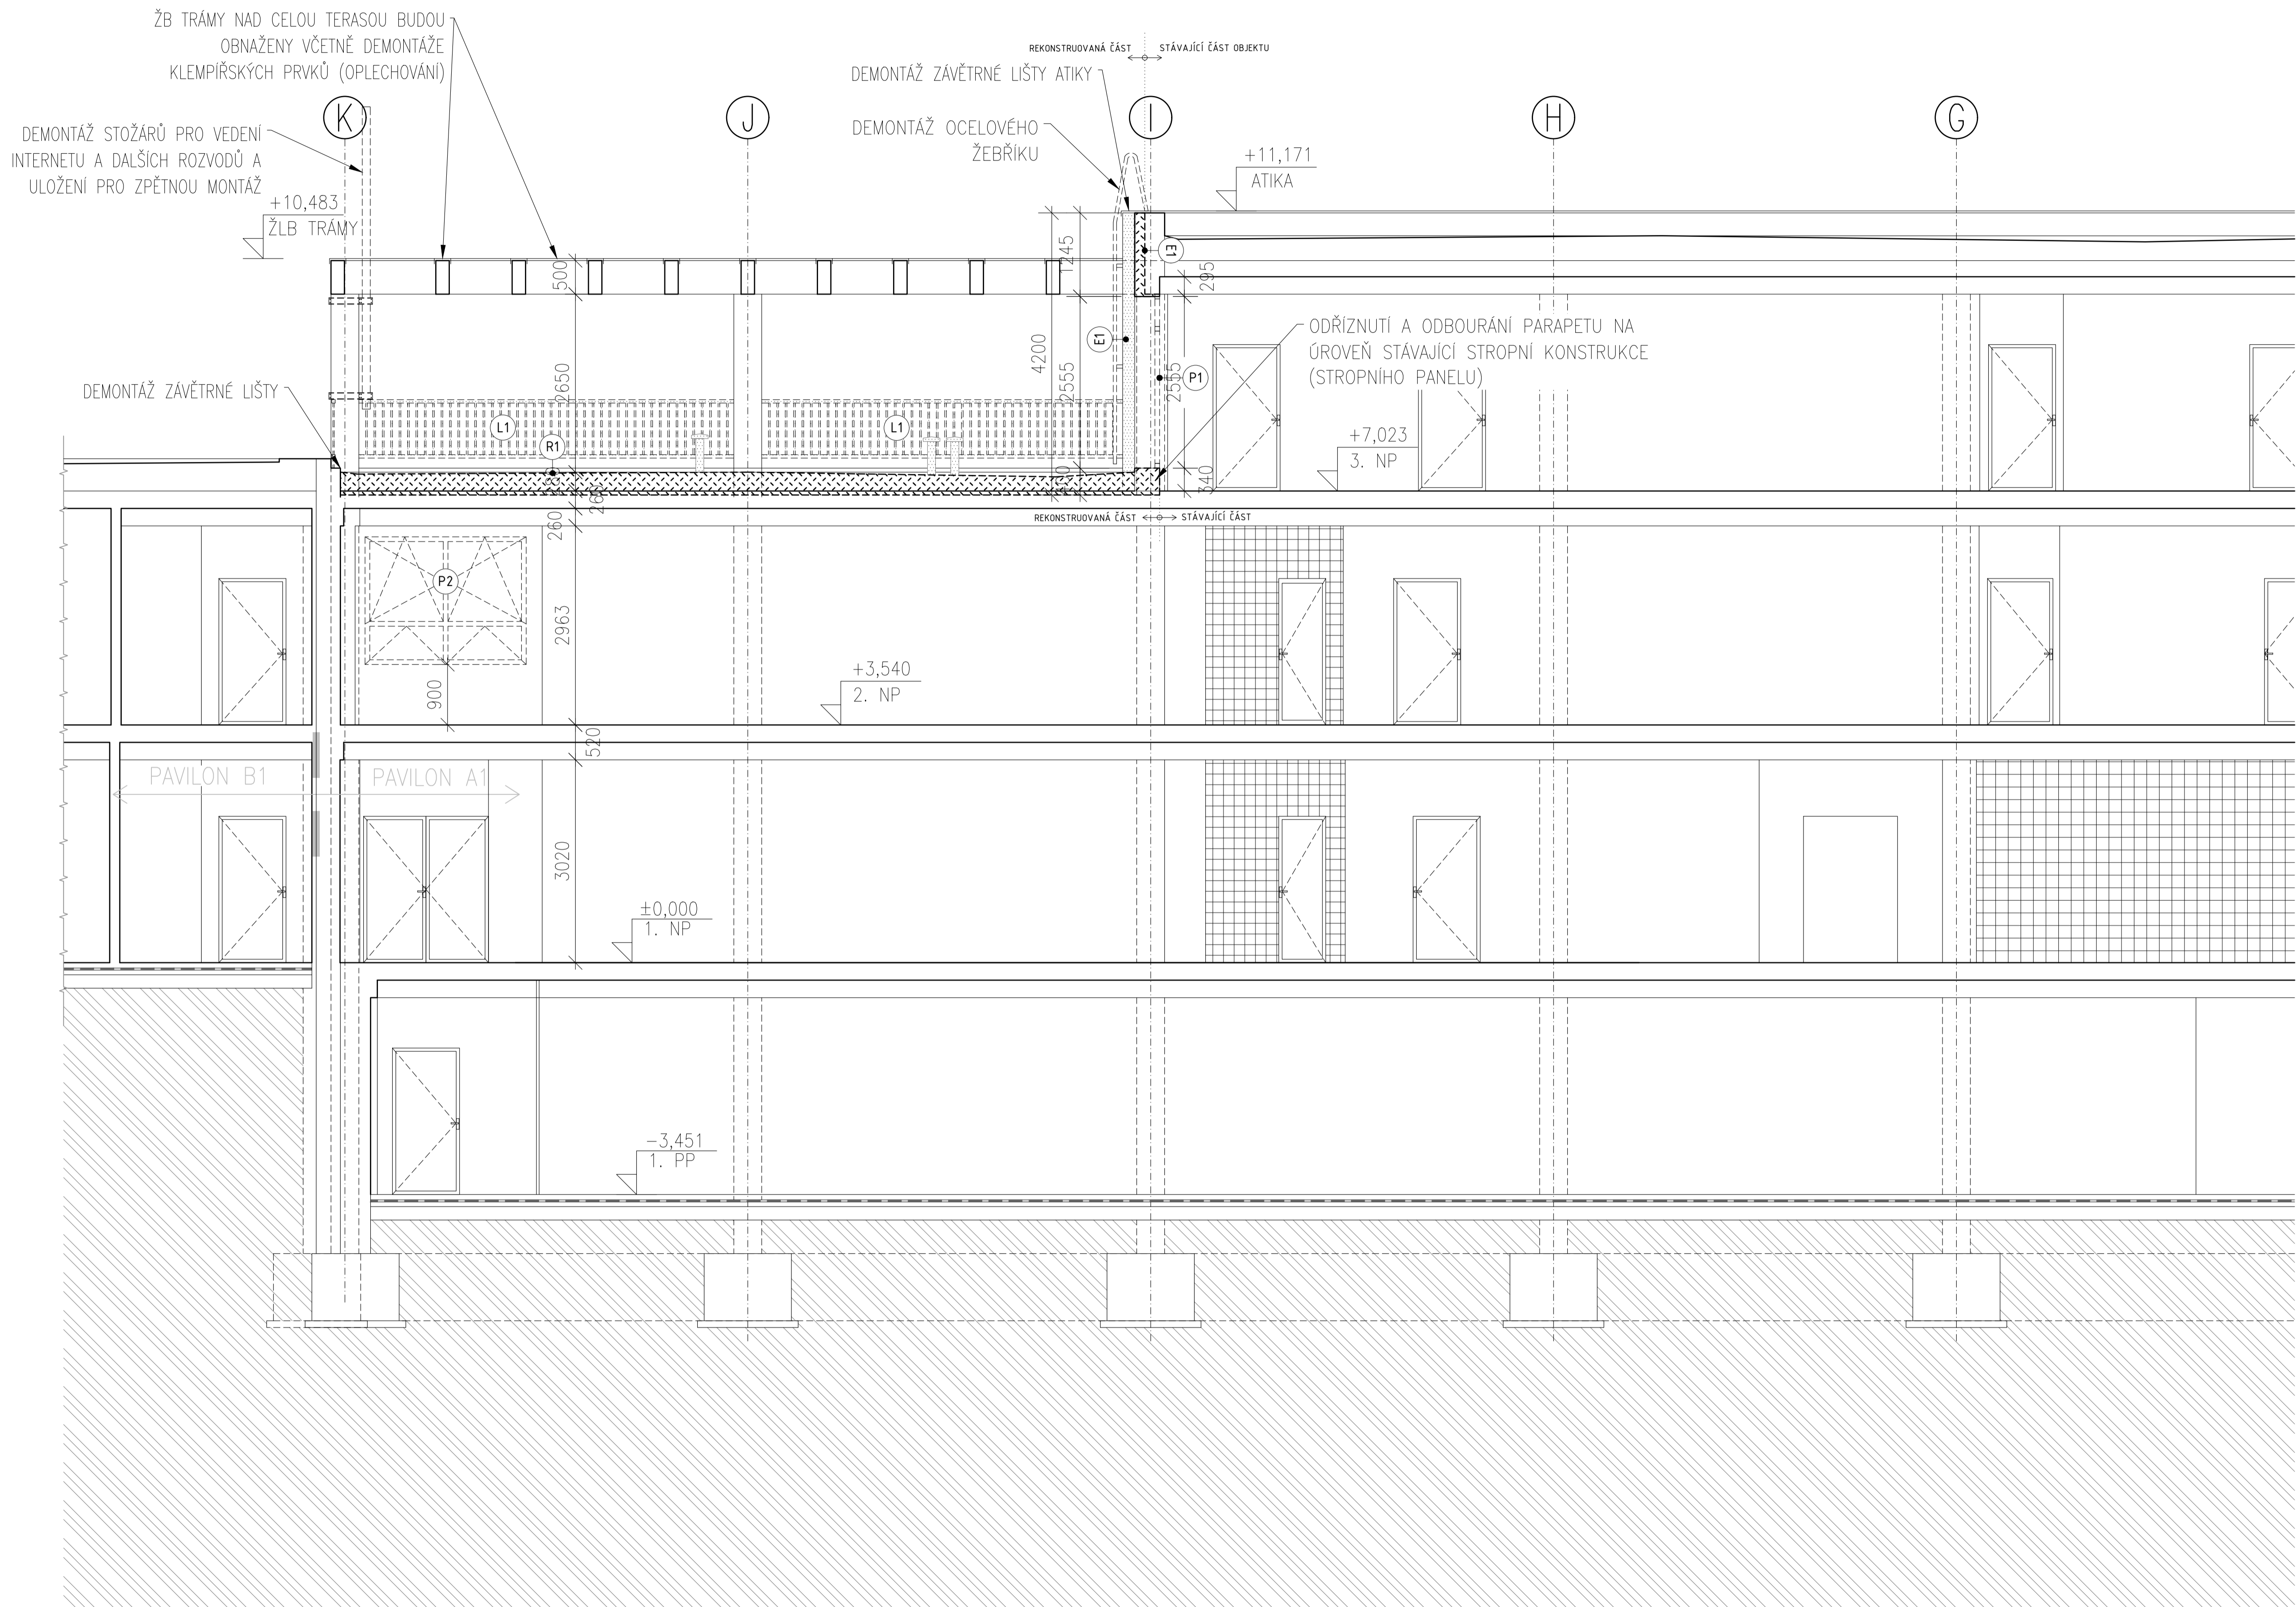 ŽB TRÁMY NAD CELOU TERASOU BUDOU
OBNAŽENY VČETNĚ DEMONTÁŽE
KLEMPÍŘSKÝCH PRVKŮ (OPLECHOVÁNÍ)
REKONSTRUOVANÁ ČÁST
STÁVAJÍCÍ ČÁST OBJEKTU
DEMONTÁŽ ZÁVĚTRNÉ LIŠTY ATIKY
K
J
I
H
G
DEMONTÁŽ STOŽÁRŮ PRO VEDENÍ
INTERNETU A DALŠÍCH ROZVODŮ A
ULOŽENÍ PRO ZPĚTNOU MONTÁŽ
DEMONTÁŽ OCELOVÉHO
ŽEBŘÍKU
+11,171
ATIKA
+10,483
ŽLB TRÁMY
E1
1245
295
500
ODŘÍZNUTÍ A ODBOURÁNÍ PARAPETU NA
ÚROVEŇ STÁVAJÍCÍ STROPNÍ KONSTRUKCE
(STROPNÍHO PANELU)
E1
4200
2650
2555
2555
P1
DEMONTÁŽ ZÁVĚTRNÉ LIŠTY
L1
L1
R1
+7,023
3. NP
340
260
260
REKONSTRUOVANÁ ČÁST
STÁVAJÍCÍ ČÁST
P2
2963
900
+3,540
2. NP
520
PAVILON B1
PAVILON A1
3020
±0,000
1. NP
−3,451
1. PP